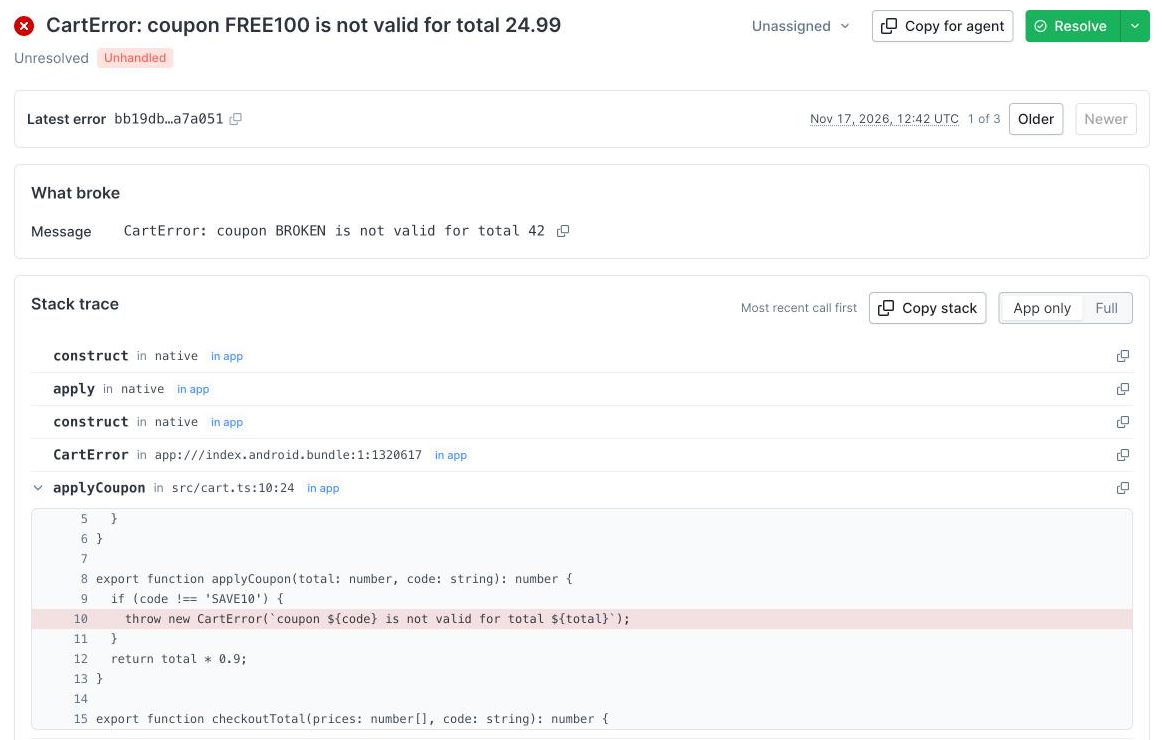 CartError: coupon FREE100 is not valid for total 24.99
Unassigned
Copy for agent
Resolve
Unresolved
Unhandled
Latest error bb19db…a7a051
Nov 17, 2026, 12:42 UTC 1 of 3
Older
Newer
What broke
Message CartError: coupon BROKEN is not valid for total 42
Stack trace
Most recent call first
Copy stack
App only
Full
construct in native in app
apply in native in app
construct in native in app
CartError in app:///index.android.bundle:1:1320617 in app
applyCoupon in src/cart.ts:10:24 in app
5   }
6 }
7
8 export function applyCoupon(total: number, code: string): number {
9   if (code !== 'SAVE10') {
10     throw new CartError(`coupon ${code} is not valid for total ${total}`);
11   }
12   return total * 0.9;
13 }
14
15 export function checkoutTotal(prices: number[], code: string): number {